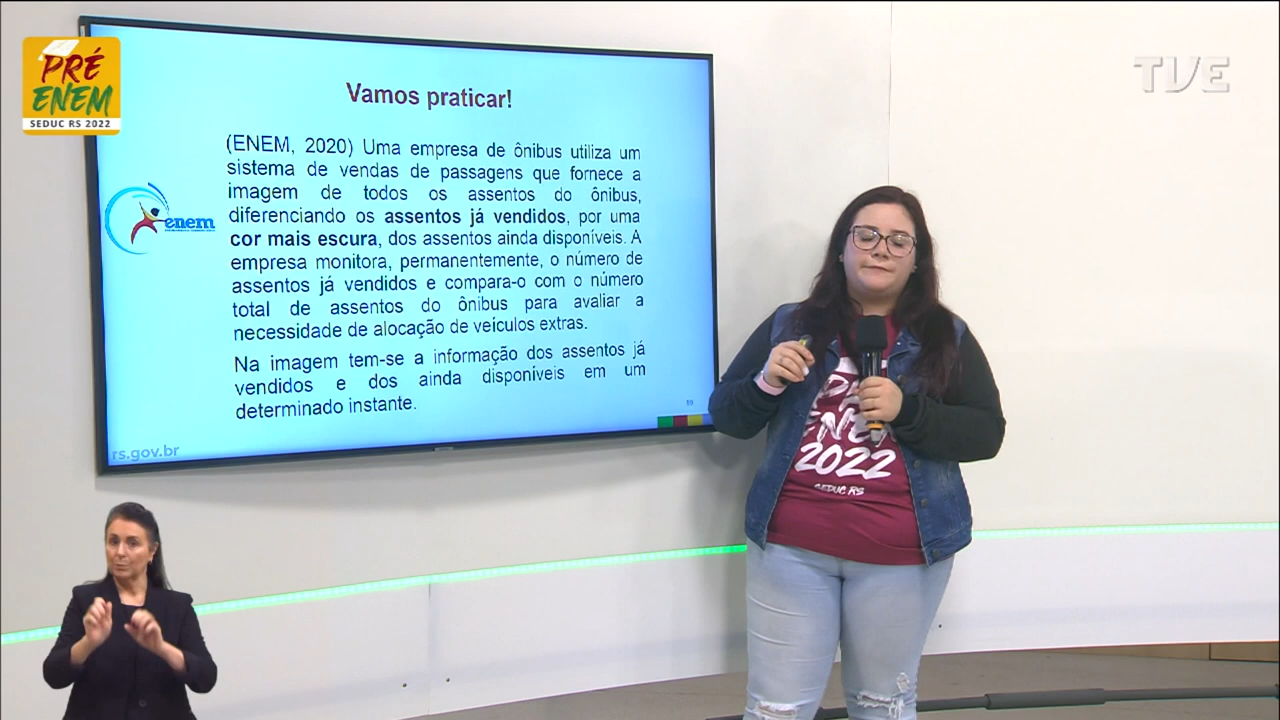 PRÉ
ENEM
SEDUC RS 2022
TVE
Vamos praticar!
(ENEM, 2020) Uma empresa de ônibus utiliza um
sistema de vendas de passagens que fornece a
imagem de todos os assentos do ônibus,
diferenciando os assentos já vendidos, por uma
cor mais escura, dos assentos ainda disponíveis. A
empresa monitora, permanentemente, o número de
assentos já vendidos e compara-o com o número
total de assentos do ônibus para avaliar a
necessidade de alocação de veículos extras.
Na imagem tem-se a informação dos assentos já
vendidos e dos ainda disponíveis em um
determinado instante.
enem
rs.gov.br
ENEM
2022
SEDUC RS